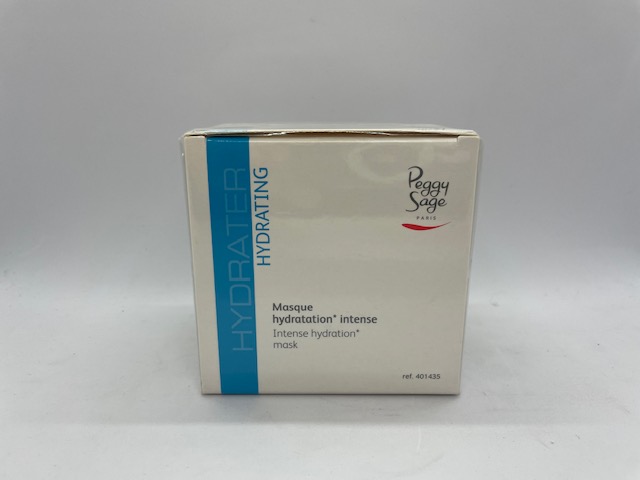 HYDRATER
HYDRATING
Peggy
Sage
PARIS
Masque
hydratation* intense
Intense hydration*
mask
ref. 401435